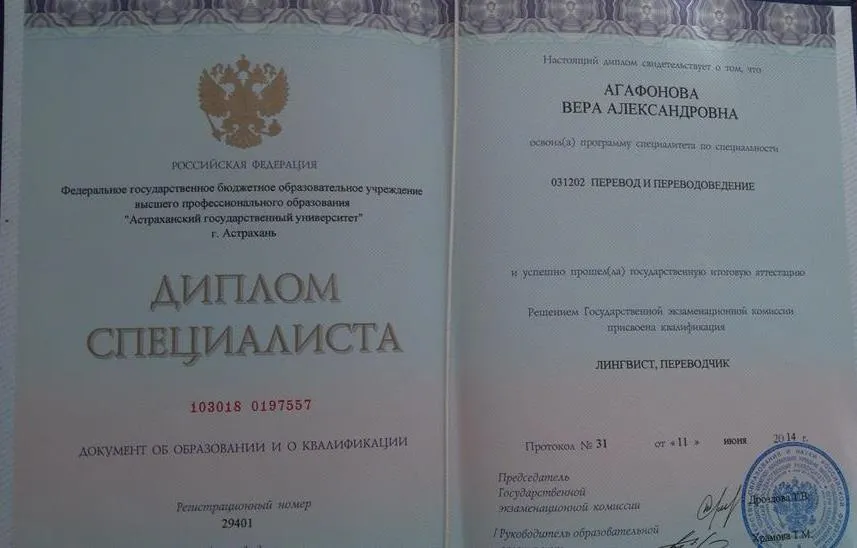 РОССИЙСКАЯ ФЕДЕРАЦИЯ
Федеральное государственное бюджетное образовательное учреждение
высшего профессионального образования
"Астраханский государственный университет"
г. Астрахань
ДИПЛОМ
СПЕЦИАЛИСТА
103018 0197557
ДОКУМЕНТ ОБ ОБРАЗОВАНИИ И О КВАЛИФИКАЦИИ
Регистрационный номер
29401
Настоящий диплом свидетельствует о том, что
АГАФОНОВА
ВЕРА АЛЕКСАНДРОВНА
освоил(а) программу специалитета по специальности
031202 ПЕРЕВОД И ПЕРЕВОДОВЕДЕНИЕ
и успешно прошел(ла) государственную итоговую аттестацию
Решением Государственной экзаменационной комиссии
присвоена квалификация
ЛИНГВИСТ, ПЕРЕВОДЧИК
Протокол № 31 от «11» июня 2014 г.
Председатель
Государственной
экзаменационной комиссии
Дроздова Т.В.
Руководитель образовательной
Храмова Т.М.